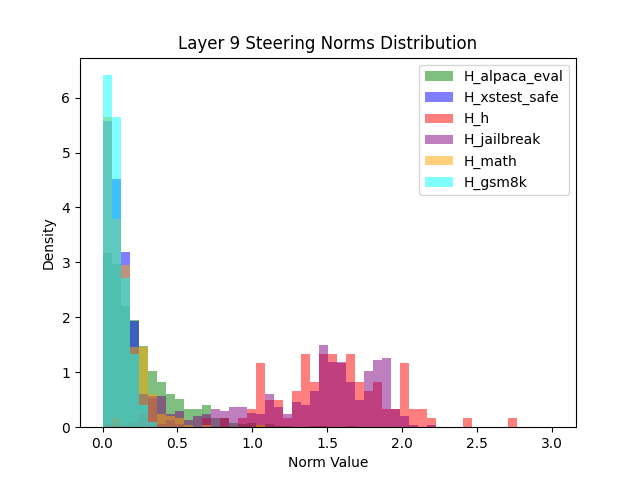 Layer 9 Steering Norms Distribution
H_alpaca_eval
H_xstest_safe
H_h
H_jailbreak
H_math
H_gsm8k
Density
6
5
4
3
2
1
0
0.0 0.5 1.0 1.5 2.0 2.5 3.0
Norm Value